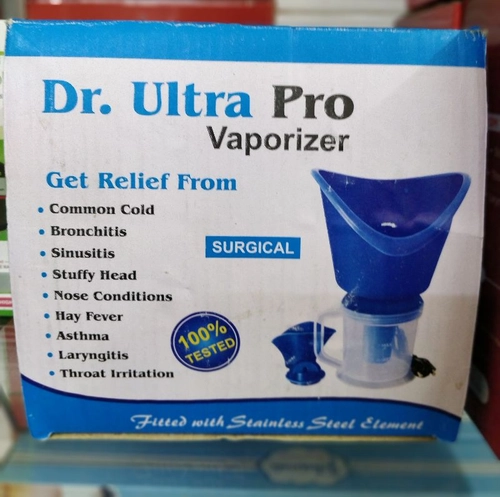 Dr. Ultra Pro
Vaporizer
Get Relief From
• Common Cold
• Bronchitis
• Sinusitis
• Stuffy Head
• Nose Conditions
• Hay Fever
• Asthma
• Laryngitis
• Throat Irritation
SURGICAL
100%
TESTED
Fitted with Stainless Steel Element